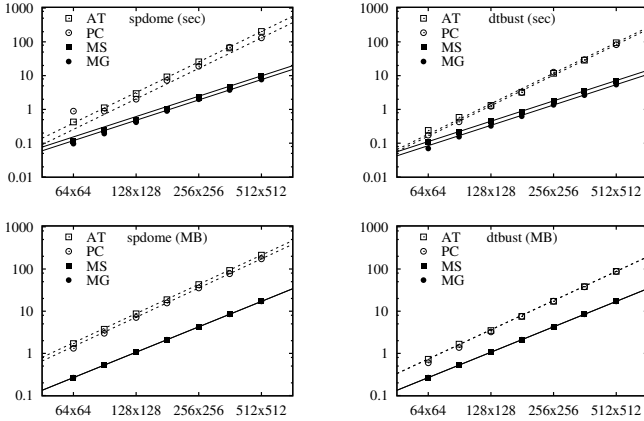 1000
100
10
1
0.1
0.01
AT
PC
MS
MG
spdome (sec)
64x64
128x128
256x256
512x512
1000
100
10
1
0.1
0.01
AT
PC
MS
MG
dtbust (sec)
64x64
128x128
256x256
512x512
1000
100
10
1
0.1
AT
PC
MS
MG
spdome (MB)
64x64
128x128
256x256
512x512
1000
100
10
1
0.1
AT
PC
MS
MG
dtbust (MB)
64x64
128x128
256x256
512x512